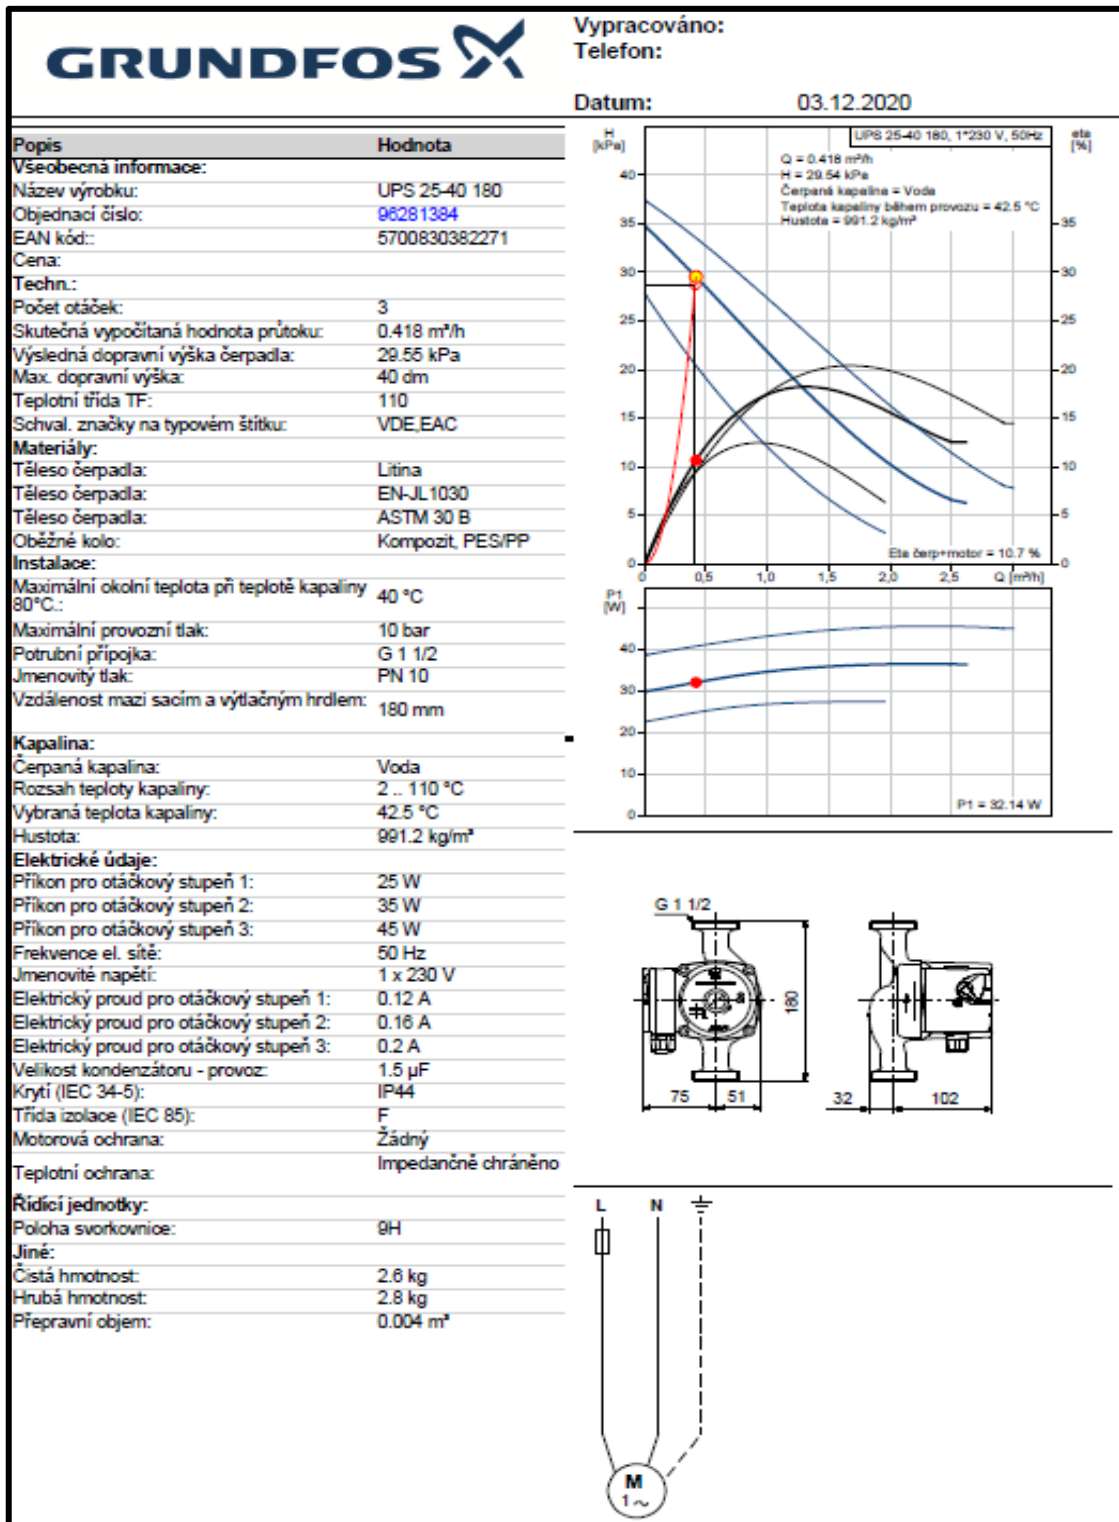 GRUNDFOS
Vypracováno:
Telefon:
Datum: 03.12.2020
Popis Hodnota
Všeobecná informace:
Název výrobku: UPS 25-40 180
Objednací číslo: 96281384
EAN kód:: 5700830382271
Cena:
Techn.:
Počet otáček: 3
Skutečná vypočítaná hodnota průtoku: 0.418 m³/h
Výsledná dopravní výška čerpadla: 29.55 kPa
Max. dopravní výška: 40 dm
Teplotní třída TF: 110
Schval. značky na typovém štítku: VDE,EAC
Materiály:
Těleso čerpadla: Litina
Těleso čerpadla: EN-JL1030
Těleso čerpadla: ASTM 30 B
Oběžné kolo: Kompozit, PES/PP
Instalace:
Maximální okolní teplota při teplotě kapaliny
80°C.: 40 °C
Maximální provozní tlak: 10 bar
Potrubní přípojka: G 1 1/2
Jmenovitý tlak: PN 10
Vzdálenost mazi sacím a výtlačným hrdlem: 180 mm
Kapalina:
Čerpaná kapalina: Voda
Rozsah teploty kapaliny: 2 .. 110 °C
Vybraná teplota kapaliny: 42.5 °C
Hustota: 991.2 kg/m³
Elektrické údaje:
Příkon pro otáčkový stupeň 1: 25 W
Příkon pro otáčkový stupeň 2: 35 W
Příkon pro otáčkový stupeň 3: 45 W
Frekvence el. sítě: 50 Hz
Jmenovité napětí: 1 x 230 V
Elektrický proud pro otáčkový stupeň 1: 0.12 A
Elektrický proud pro otáčkový stupeň 2: 0.16 A
Elektrický proud pro otáčkový stupeň 3: 0.2 A
Velikost kondenzátoru - provoz: 1.5 µF
Krytí (IEC 34-5): IP44
Třída izolace (IEC 85): F
Motorová ochrana: Žádný
Teplotní ochrana: Impedančně chráněno
Řídicí jednotky:
Poloha svorkovnice: 9H
Jiné:
Čistá hmotnost: 2.6 kg
Hrubá hmotnost: 2.8 kg
Přepravní objem: 0.004 m³
H
[kPa]
UPS 25-40 180, 1*230 V, 50Hz
eta
[%]
Q = 0.418 m³/h
H = 29.54 kPa
Čerpaná kapalina = Voda
Teplota kapaliny během provozu = 42.5 °C
Hustota = 991.2 kg/m³
40
35 35
30 30
25 25
20 20
15 15
10 10
5 5
Eta čerp+motor = 10.7 %
0 0
0 0,5 1,0 1,5 2,0 2,5 Q [m³/h]
P1
[W]
40
30
20
10
0
P1 = 32.14 W
G 1 1/2
180
75 51 32 102
L N
M
1 ~